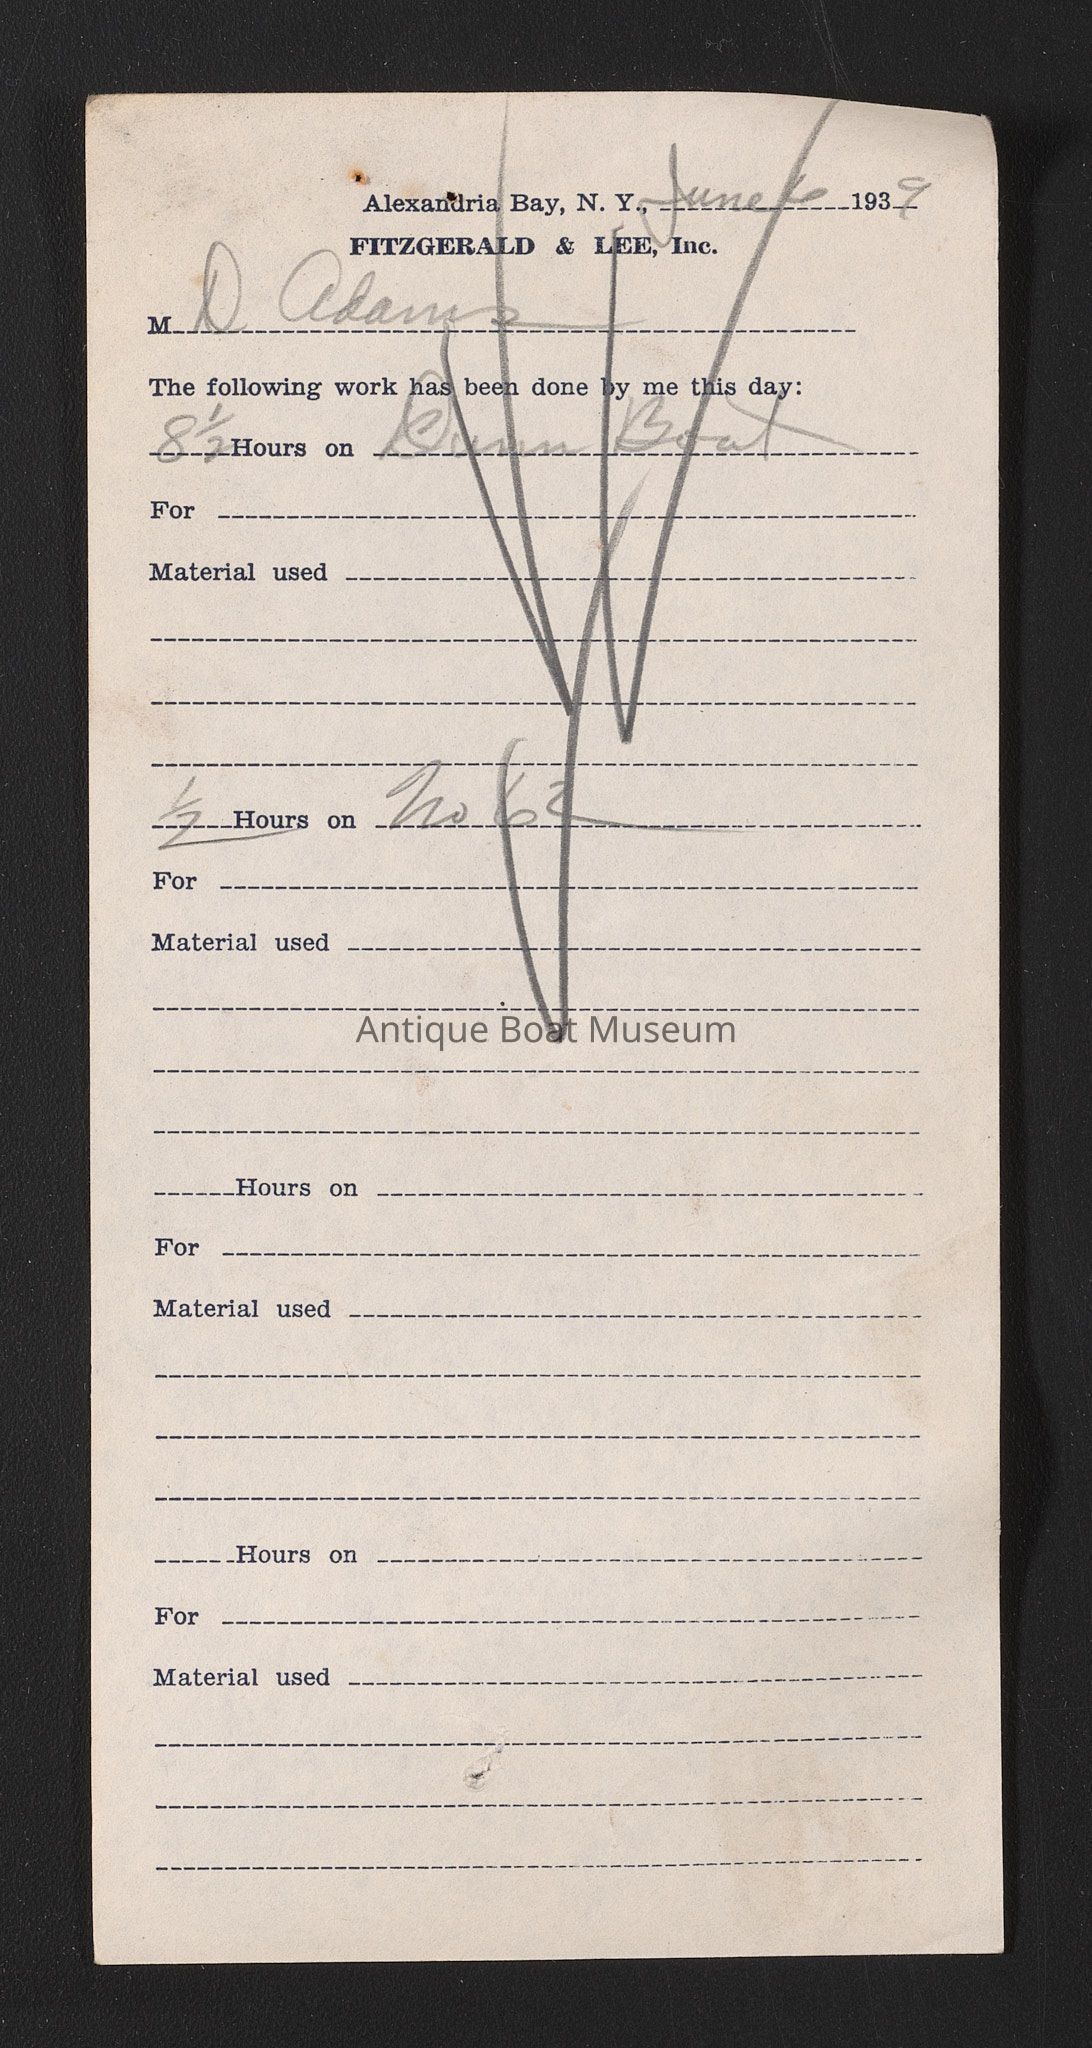 Alexandria Bay, N. Y., June 6 1939
FITZGERALD & LEE, Inc.
M D Adams
The following work has been done by me this day:
8 1/2 Hours on Dunn Boat
For
Material used
1/2 Hours on No 62
For
Material used
Antique Boat Museum
Hours on
For
Material used
Hours on
For
Material used